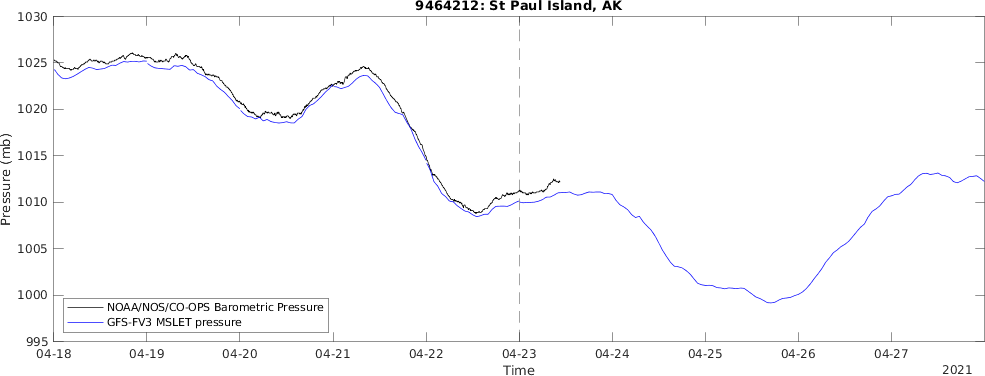 9464212: St Paul Island, AK
Pressure (mb)
1030
1025
1020
1015
1010
1005
1000
995
NOAA/NOS/CO-OPS Barometric Pressure
GFS-FV3 MSLET pressure
04-18 04-19 04-20 04-21 04-22 04-23 04-24 04-25 04-26 04-27
Time
2021